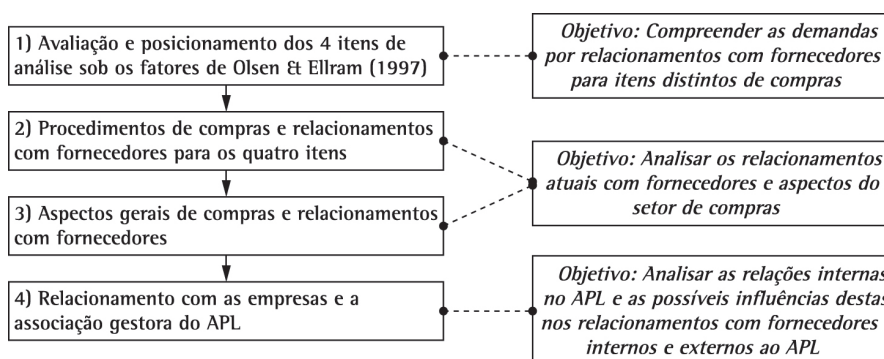 1) Avaliação e posicionamento dos 4 itens de
análise sob os fatores de Olsen & Ellram (1997)
Objetivo: Compreender as demandas
por relacionamentos com fornecedores
para itens distintos de compras
2) Procedimentos de compras e relacionamentos
com fornecedores para os quatro itens
3) Aspectos gerais de compras e relacionamentos
com fornecedores
Objetivo: Analisar os relacionamentos
atuais com fornecedores e aspectos do
setor de compras
4) Relacionamento com as empresas e a
associação gestora do APL
Objetivo: Analisar as relações internas
no APL e as possíveis influências destas
nos relacionamentos com fornecedores
internos e externos ao APL